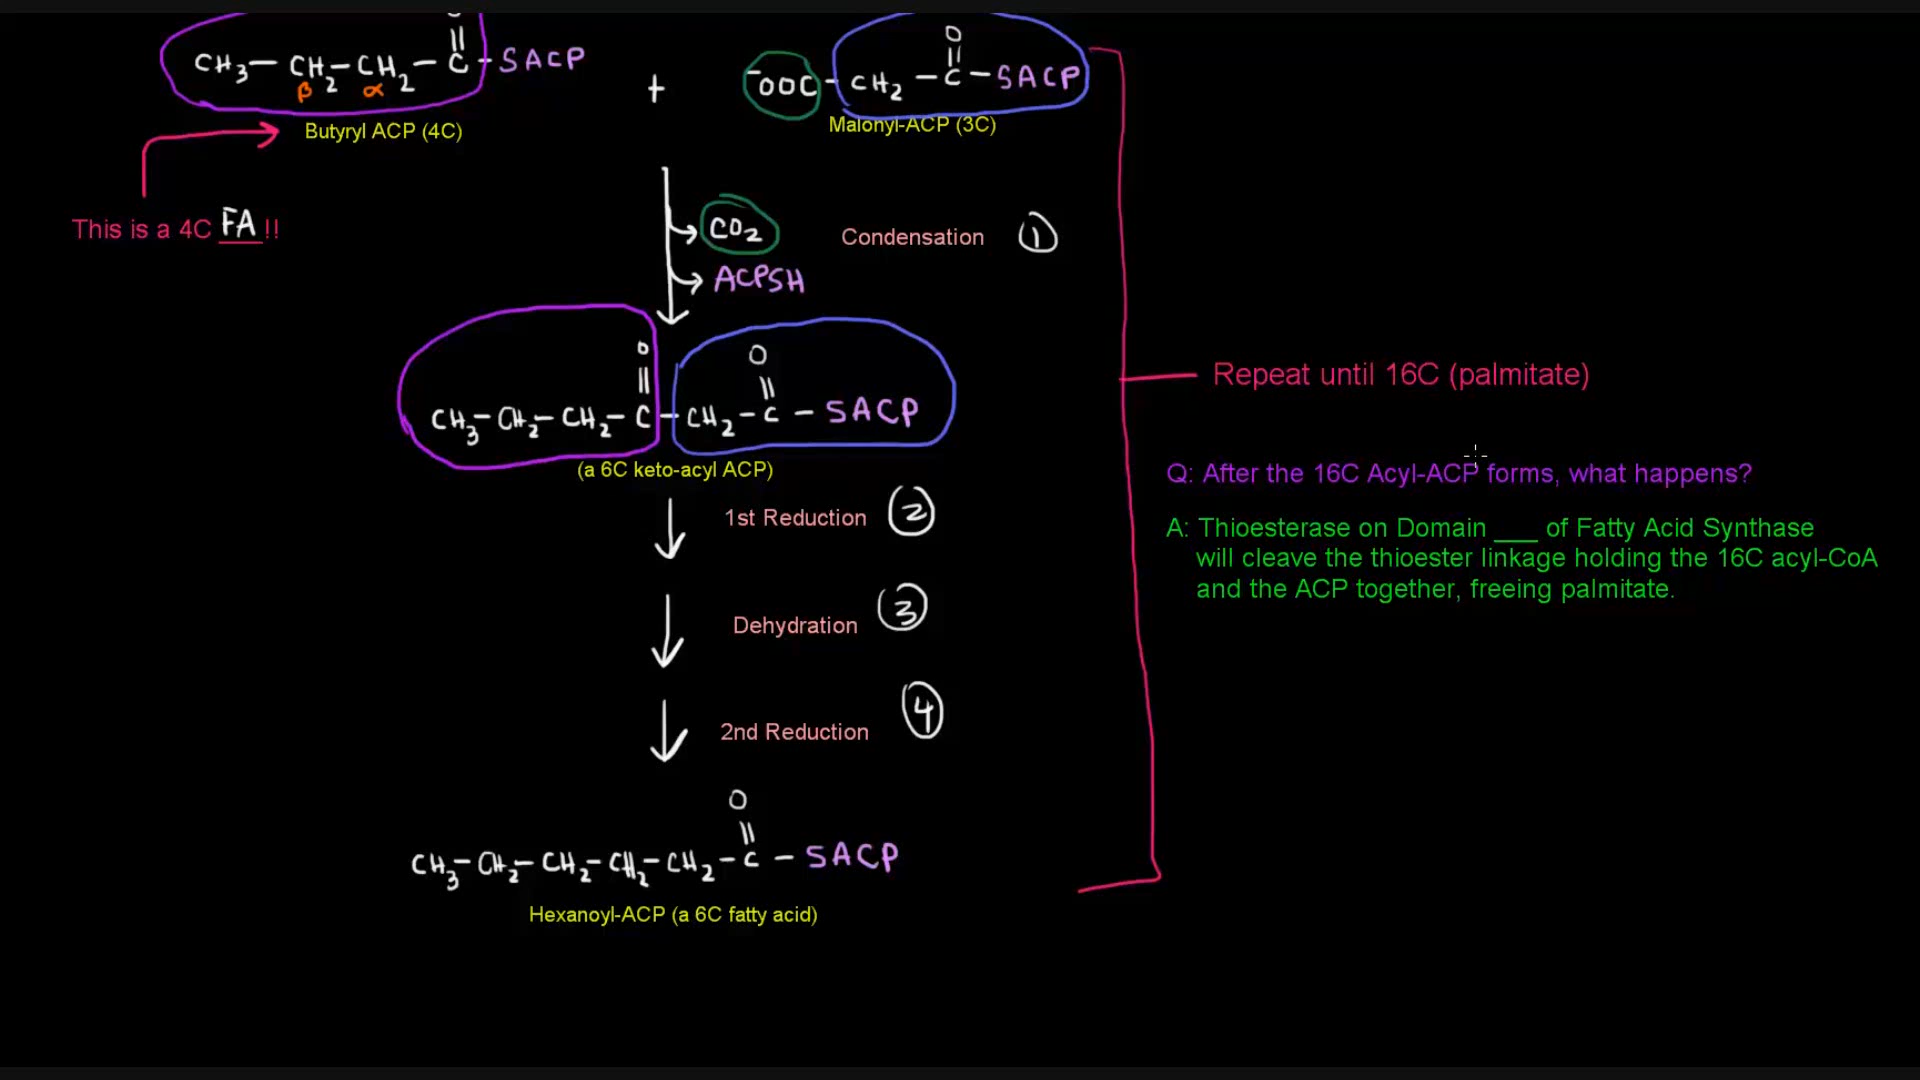 O
CH3— CH2—CH2 — C -SACP
β α
Butyryl ACP (4C)
+
O
⁻OOC - CH2 — C — SACP
Malonyl-ACP (3C)
This is a 4C FA !!
CO2
Condensation 1
ACPSH
O O
CH3—CH2—CH2—C—CH2—C — SACP
(a 6C keto-acyl ACP)
1st Reduction 2
Dehydration 3
2nd Reduction 4
O
CH3—CH2—CH2—CH2—CH2—C — SACP
Hexanoyl-ACP (a 6C fatty acid)
Repeat until 16C (palmitate)
Q: After the 16C Acyl-ACP forms, what happens?
A: Thioesterase on Domain ___ of Fatty Acid Synthase
will cleave the thioester linkage holding the 16C acyl-CoA
and the ACP together, freeing palmitate.